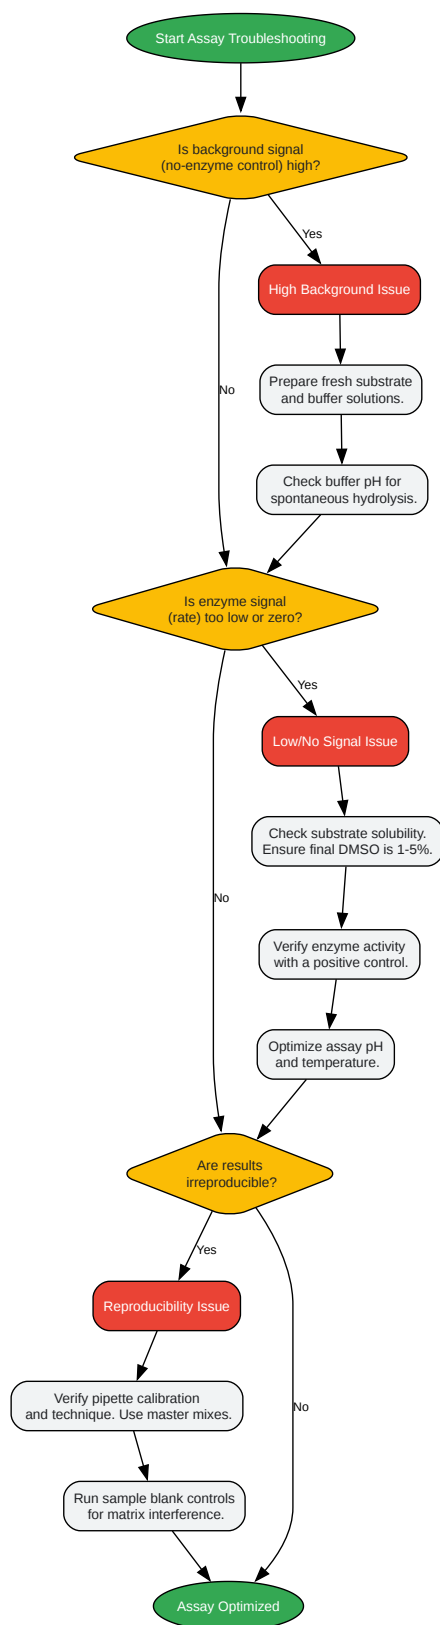 Start Assay Troubleshooting
Is background signal
(no-enzyme control) high?
Yes
High Background Issue
Prepare fresh substrate
and buffer solutions.
No
Check buffer pH for
spontaneous hydrolysis.
Is enzyme signal
(rate) too low or zero?
Yes
Low/No Signal Issue
Check substrate solubility.
Ensure final DMSO is 1-5%.
No
Verify enzyme activity
with a positive control.
Optimize assay pH
and temperature.
Are results
irreproducible?
Yes
Reproducibility Issue
Verify pipette calibration
and technique. Use master mixes.
No
Run sample blank controls
for matrix interference.
Assay Optimized